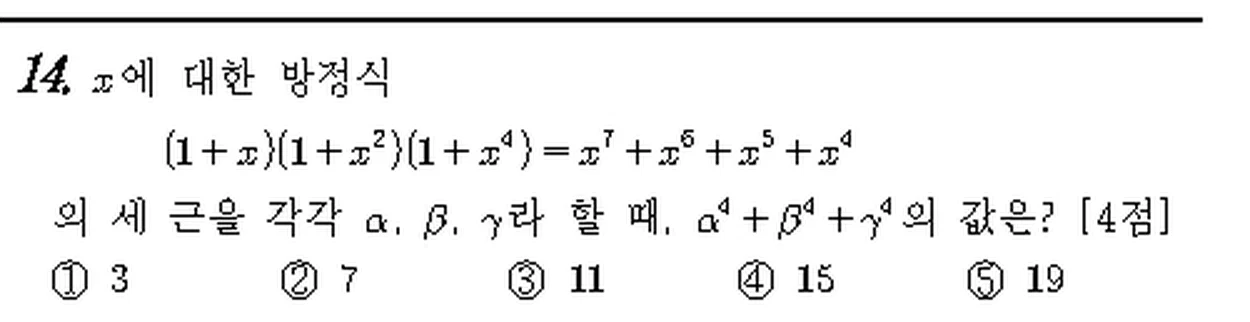 14. x에 대한 방정식
(1+x)(1+x²)(1+x⁴)=x⁷+x⁶+x⁵+x⁴
의 세 근을 각각 α, β, γ라 할 때, α⁴+β⁴+γ⁴의 값은? [4점]
① 3 ② 7 ③ 11 ④ 15 ⑤ 19